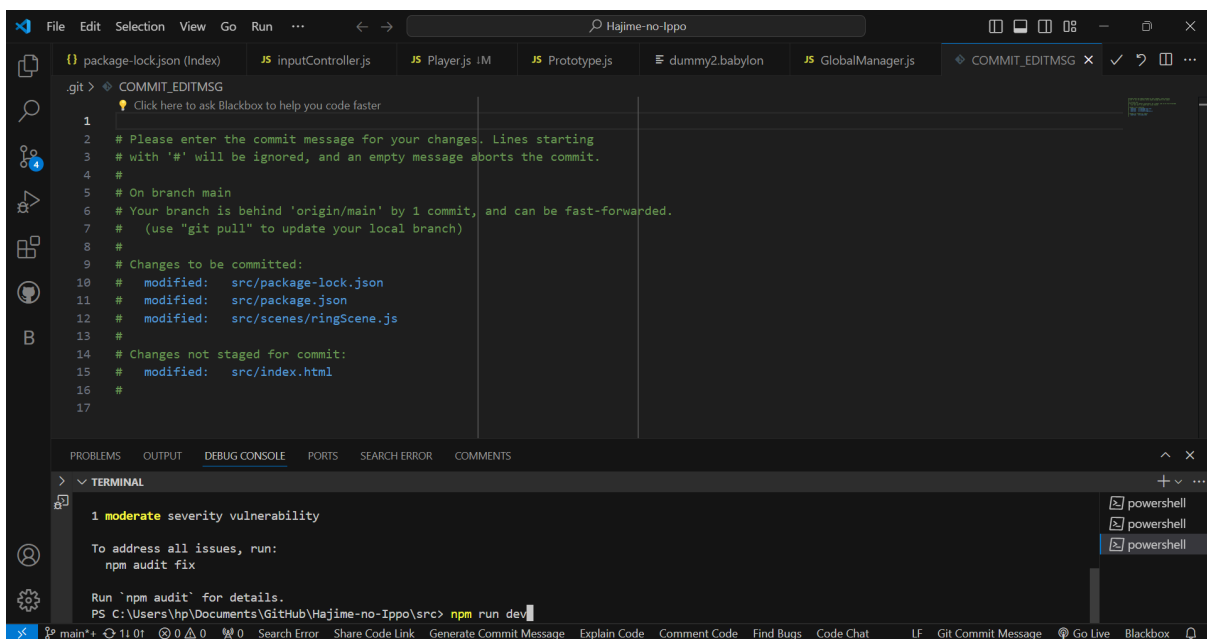 File Edit Selection View Go Run ··· Hajime-no-Ippo
package-lock.json (Index) JS inputController.js JS Player.js ↓M JS Prototype.js dummy2.babylon JS GlobalManager.js COMMIT_EDITMSG
.git > COMMIT_EDITMSG
Click here to ask Blackbox to help you code faster
1
2 # Please enter the commit message for your changes. Lines starting
3 # with '#' will be ignored, and an empty message aborts the commit.
4 #
5 # On branch main
6 # Your branch is behind 'origin/main' by 1 commit, and can be fast-forwarded.
7 #   (use "git pull" to update your local branch)
8 #
9 # Changes to be committed:
10 #   modified:   src/package-lock.json
11 #   modified:   src/package.json
12 #   modified:   src/scenes/ringScene.js
13 #
14 # Changes not staged for commit:
15 #   modified:   src/index.html
16 #
17
4
B
PROBLEMS OUTPUT DEBUG CONSOLE PORTS SEARCH ERROR COMMENTS
TERMINAL
1 moderate severity vulnerability
To address all issues, run:
  npm audit fix
Run `npm audit` for details.
PS C:\Users\hp\Documents\GitHub\Hajime-no-Ippo\src> npm run dev
powershell
powershell
powershell
main*+ 1↓ 0↑ 0 0 0 Search Error Share Code Link Generate Commit Message Explain Code Comment Code Find Bugs Code Chat LF Git Commit Message Go Live Blackbox